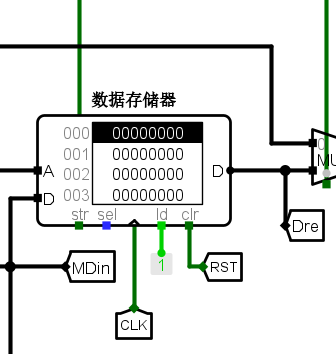 数据存储器
000 00000000
001 00000000
002 00000000
003 00000000
A
D
D
str sel ld clr
0
MU
Dre
MDin
1
RST
CLK